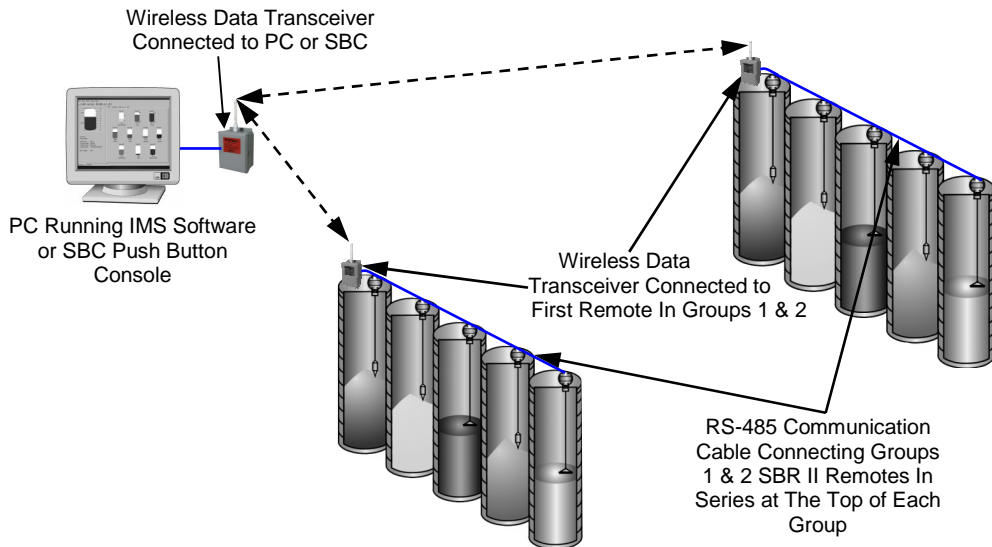 Wireless Data Transceiver
Connected to PC or SBC
PC Running IMS Software
or SBC Push Button
Console
Wireless Data
Transceiver Connected to
First Remote In Groups 1 & 2
RS-485 Communication
Cable Connecting Groups
1 & 2 SBR II Remotes In
Series at The Top of Each
Group